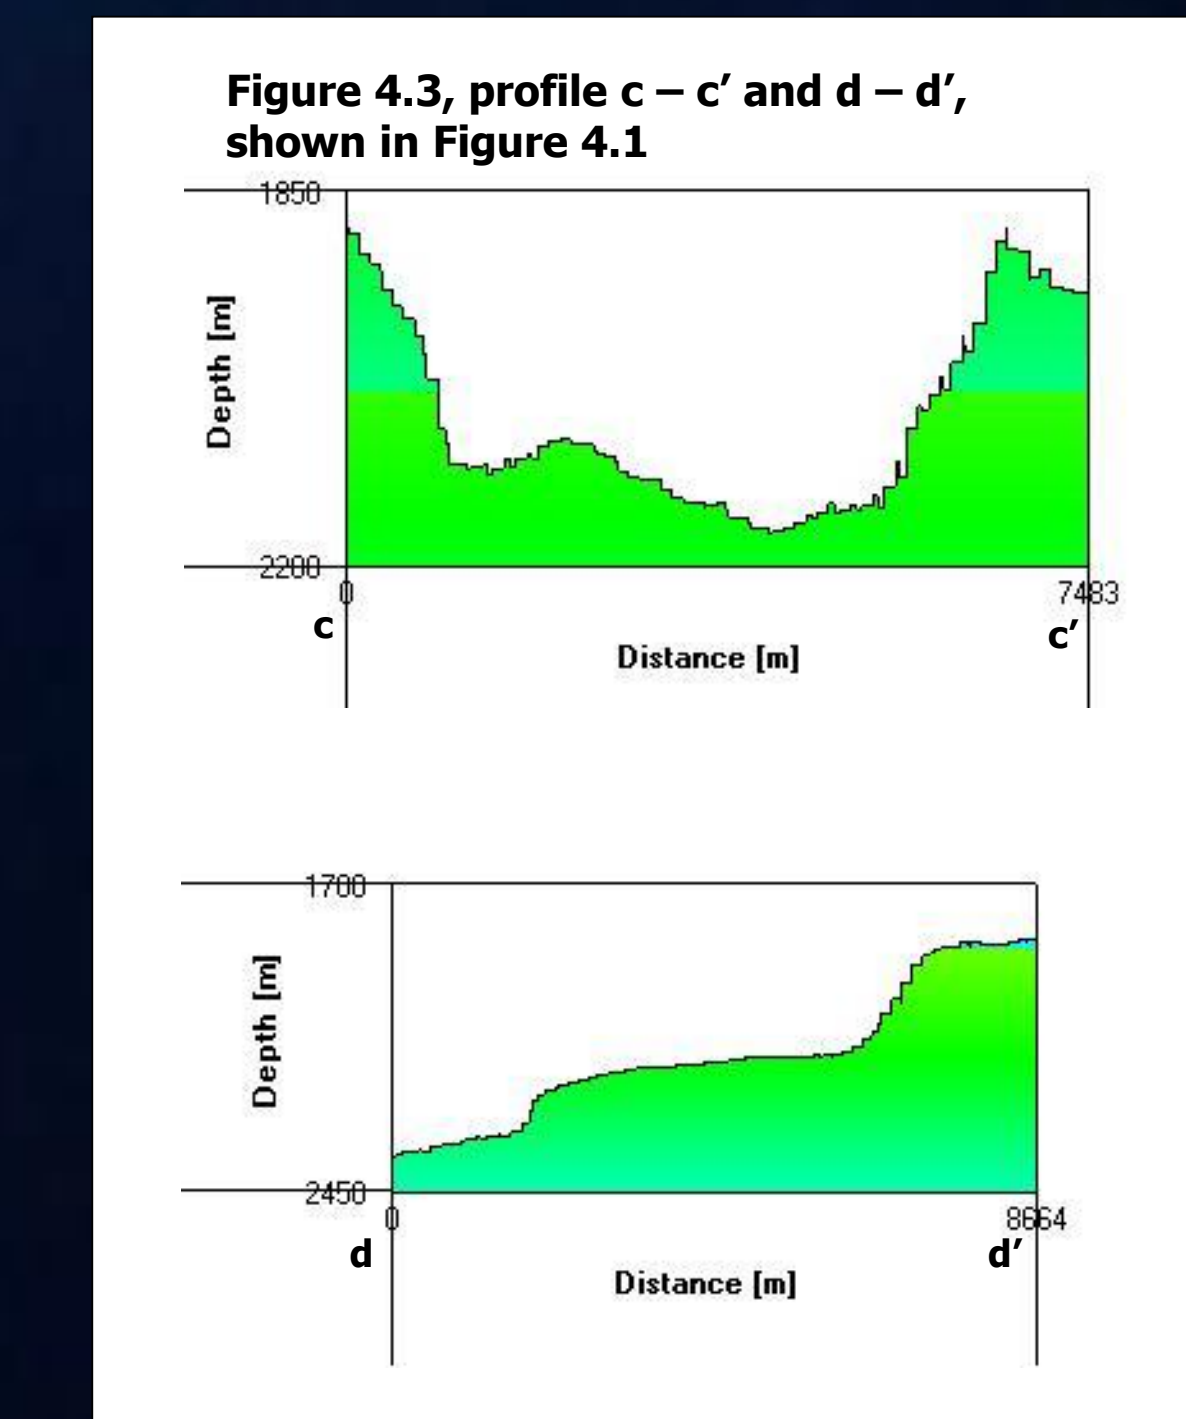 Figure 4.3, profile c – c’ and d – d’,
shown in Figure 4.1
1850
Depth [m]
2200
0
7483
c
c’
Distance [m]
1700
Depth [m]
2450
0
8664
d
d’
Distance [m]